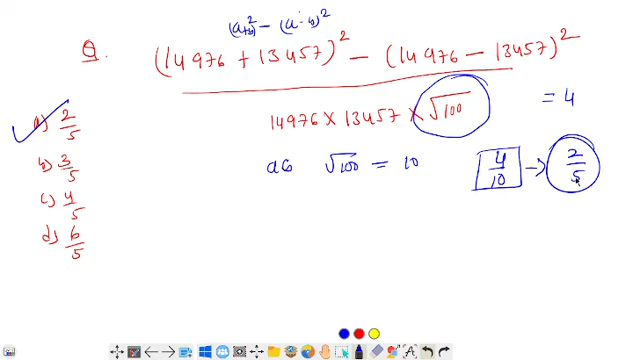 (a+b)² − (a−b)²
Q. (14976 + 13457)² − (14976 − 13457)²
14976 × 13457 × √100
= 4
a) 2/5
b) 3/5
c) 4/5
d) 6/5
ab √100 = 10
4/10 → 2/5